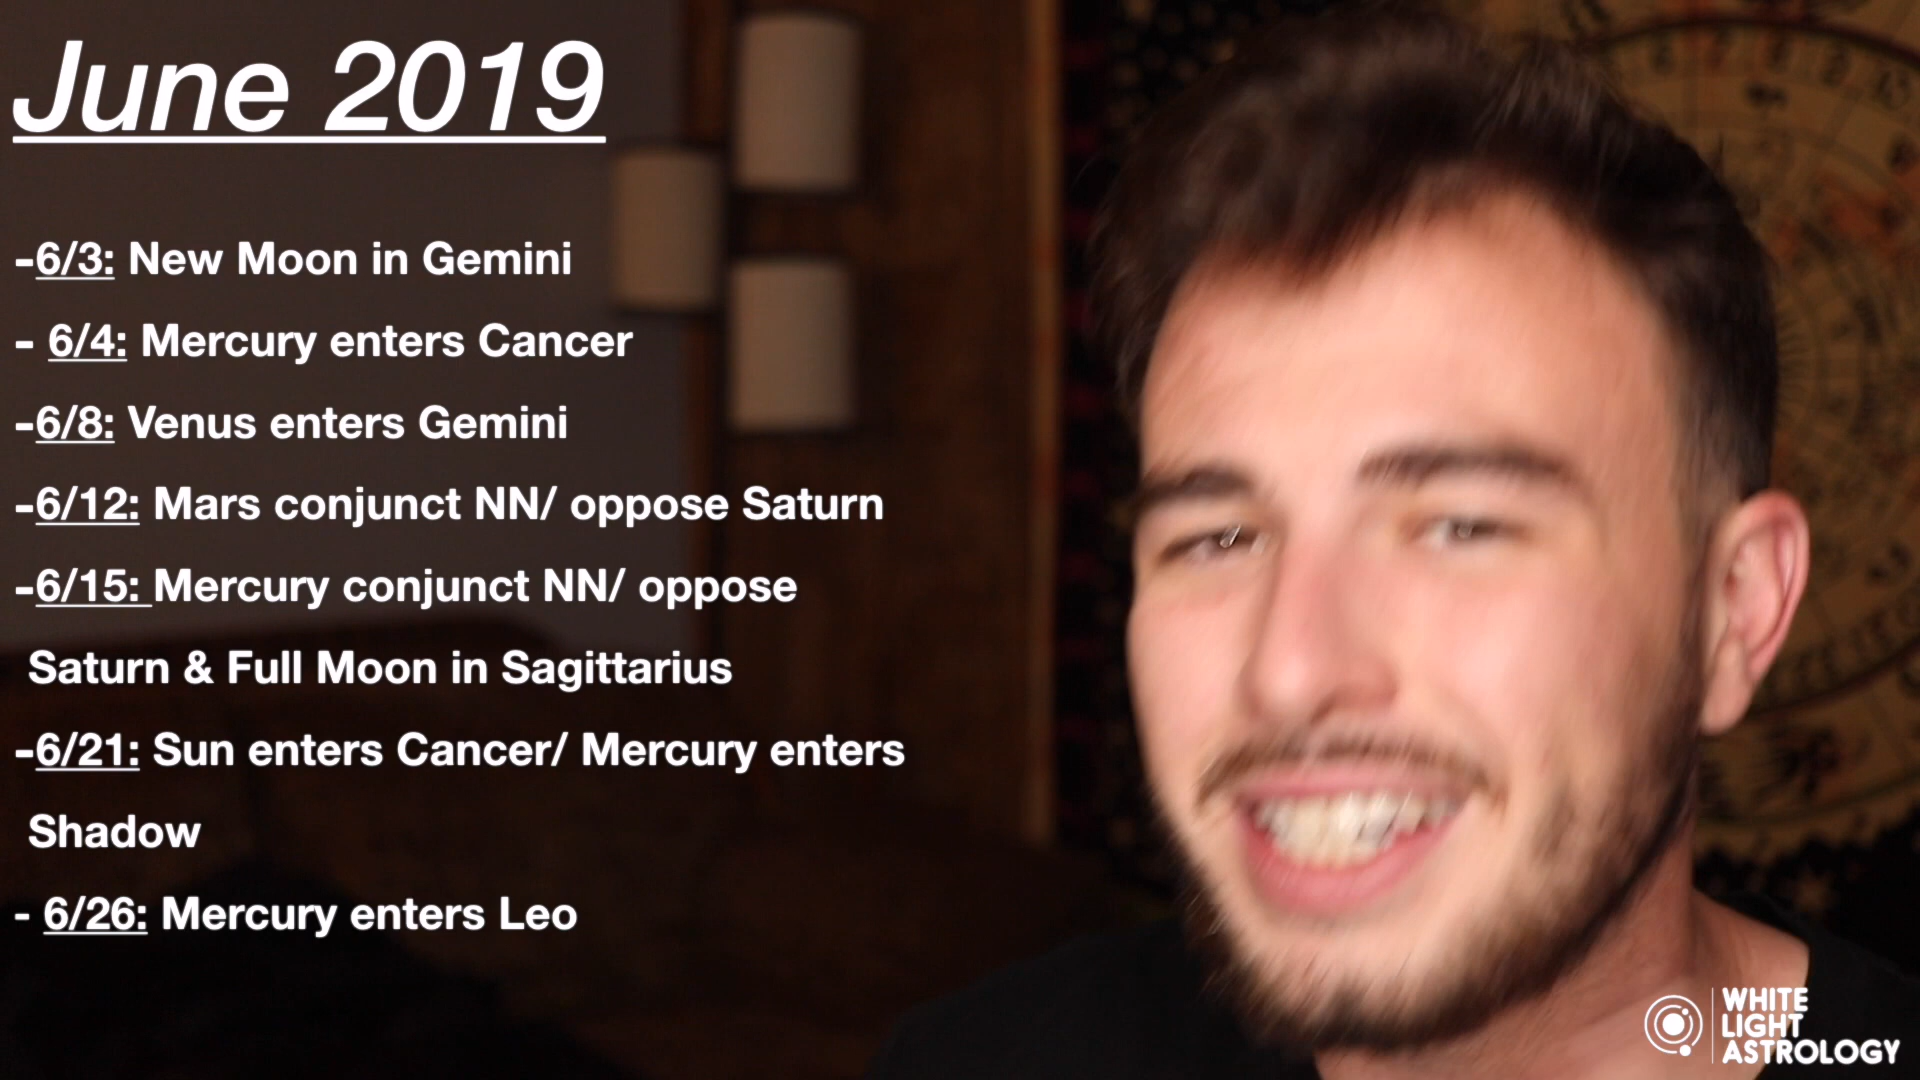 June 2019
-6/3: New Moon in Gemini
- 6/4: Mercury enters Cancer
-6/8: Venus enters Gemini
-6/12: Mars conjunct NN/ oppose Saturn
-6/15: Mercury conjunct NN/ oppose
Saturn & Full Moon in Sagittarius
-6/21: Sun enters Cancer/ Mercury enters
Shadow
- 6/26: Mercury enters Leo
WHITE
LIGHT
ASTROLOGY